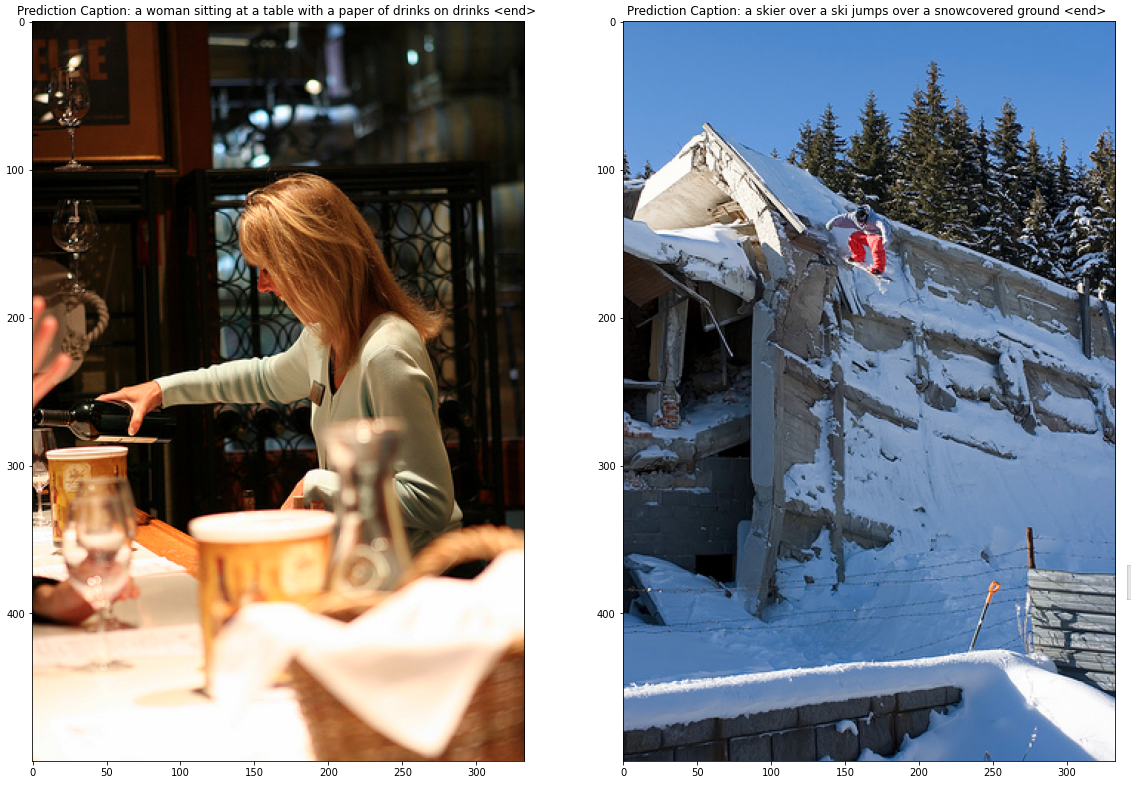 Prediction Caption: a woman sitting at a table with a paper of drinks on drinks <end>
Prediction Caption: a skier over a ski jumps over a snowcovered ground <end>
0
100
200
300
400
0 50 100 150 200 250 300
0
100
200
300
400
0 50 100 150 200 250 300
ELLE